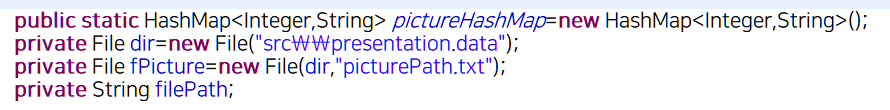 public static HashMap<Integer,String> pictureHashMap=new HashMap<Integer,String>();
private File dir=new File("src₩₩presentation.data");
private File fPicture=new File(dir,"picturePath.txt");
private String filePath;